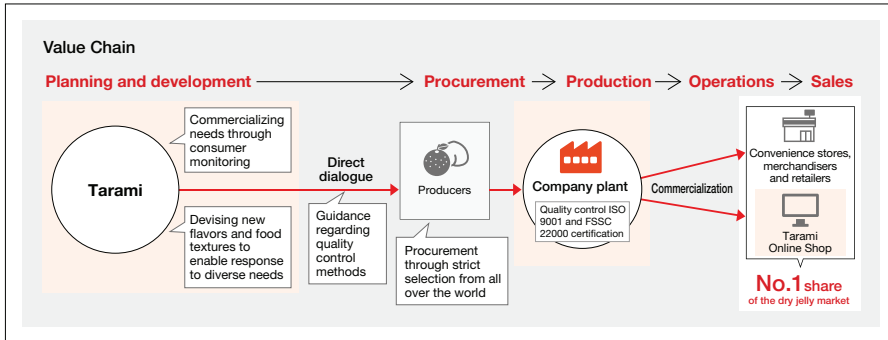 Value Chain
Planning and development
Procurement
Production
Operations
Sales
Tarami
Commercializing
needs through
consumer
monitoring
Devising new
flavors and food
textures to
enable response
to diverse needs
Direct
dialogue
Guidance
regarding
quality
control
methods
Producers
Procurement
through strict
selection from all
over the world
Company plant
Quality control ISO
9001 and FSSC
22000 certification
Commercialization
Convenience stores,
merchandisers
and retailers
Tarami
Online Shop
No.1 share
of the dry jelly market